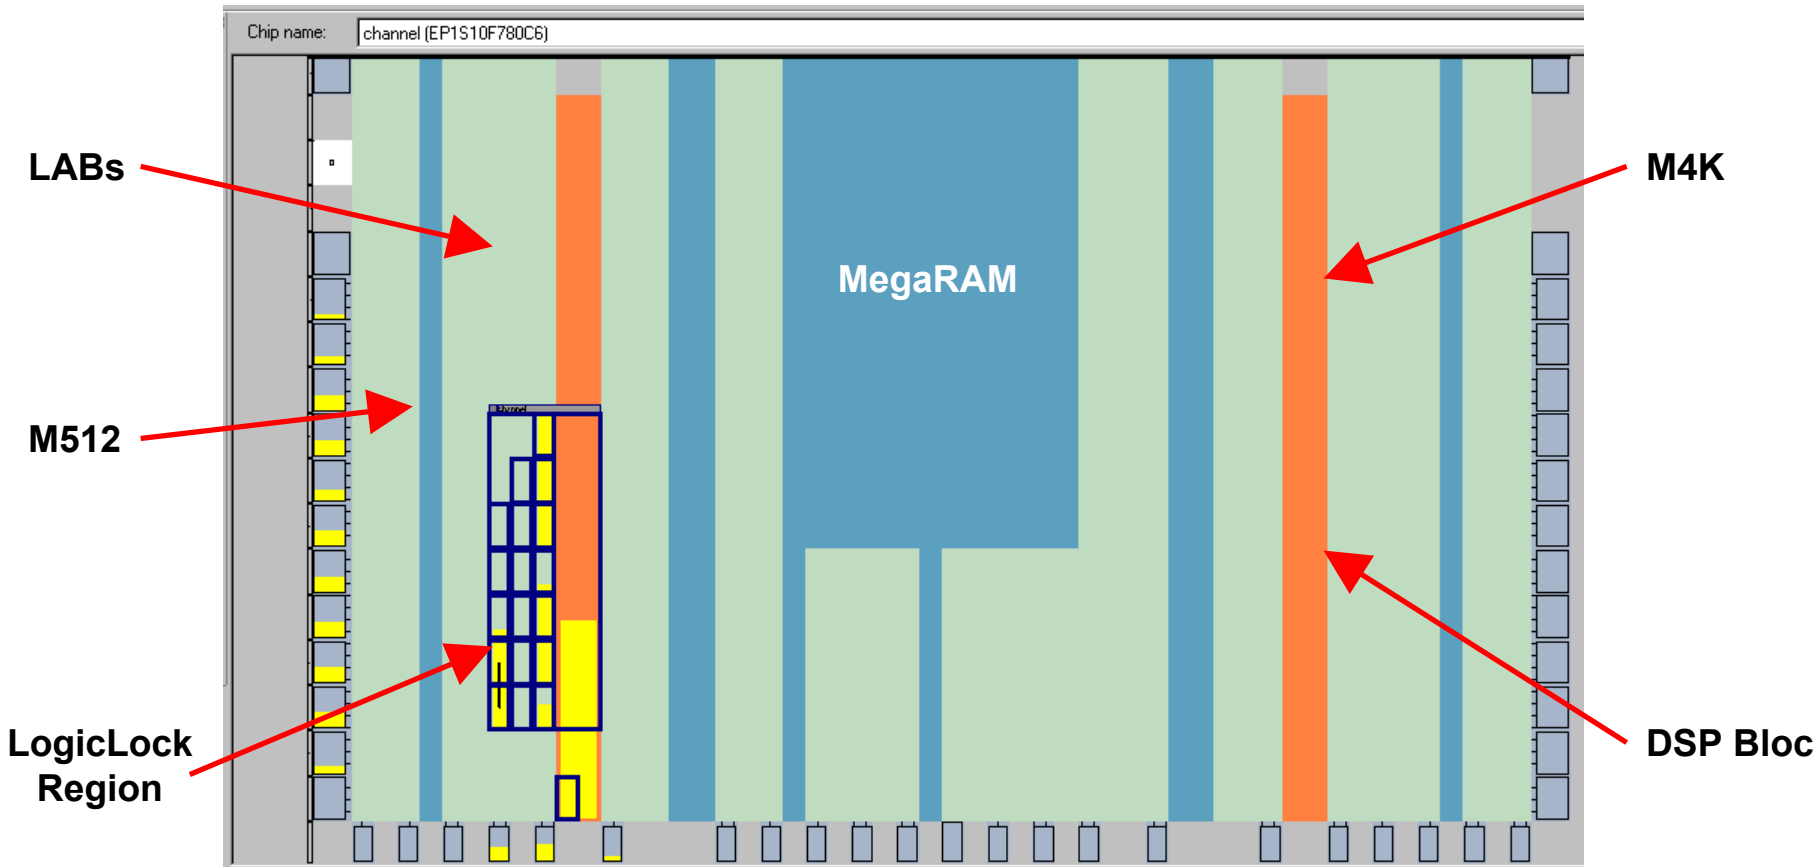 Chip name:
channel (EP1S10F780C6)
LABs
M4K
MegaRAM
M512
LogicLock
Region
DSP Bloc